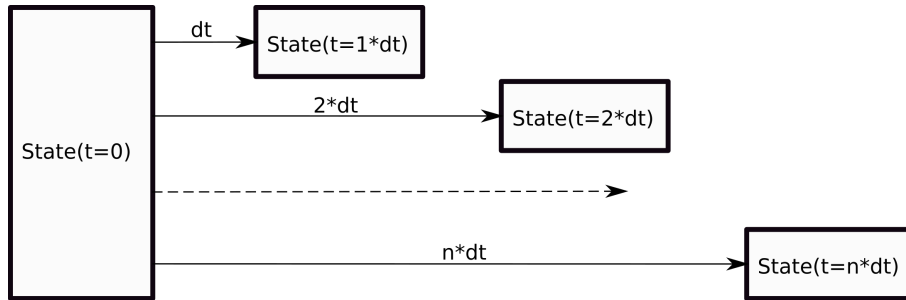 dt
State(t=1*dt)
2*dt
State(t=2*dt)
State(t=0)
n*dt
State(t=n*dt)